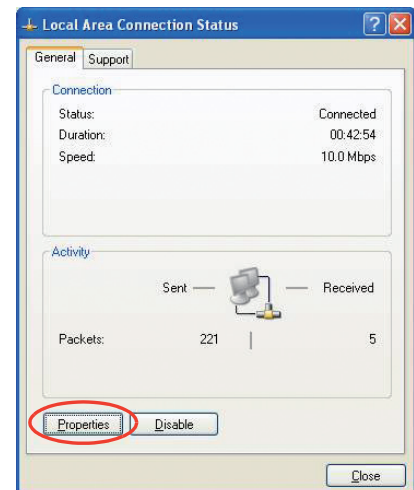 Local Area Connection Status
General Support
Connection
Status: Connected
Duration: 00:42:54
Speed: 10.0 Mbps
Activity
Sent — — Received
Packets: 221 | 5
Properties Disable
Close